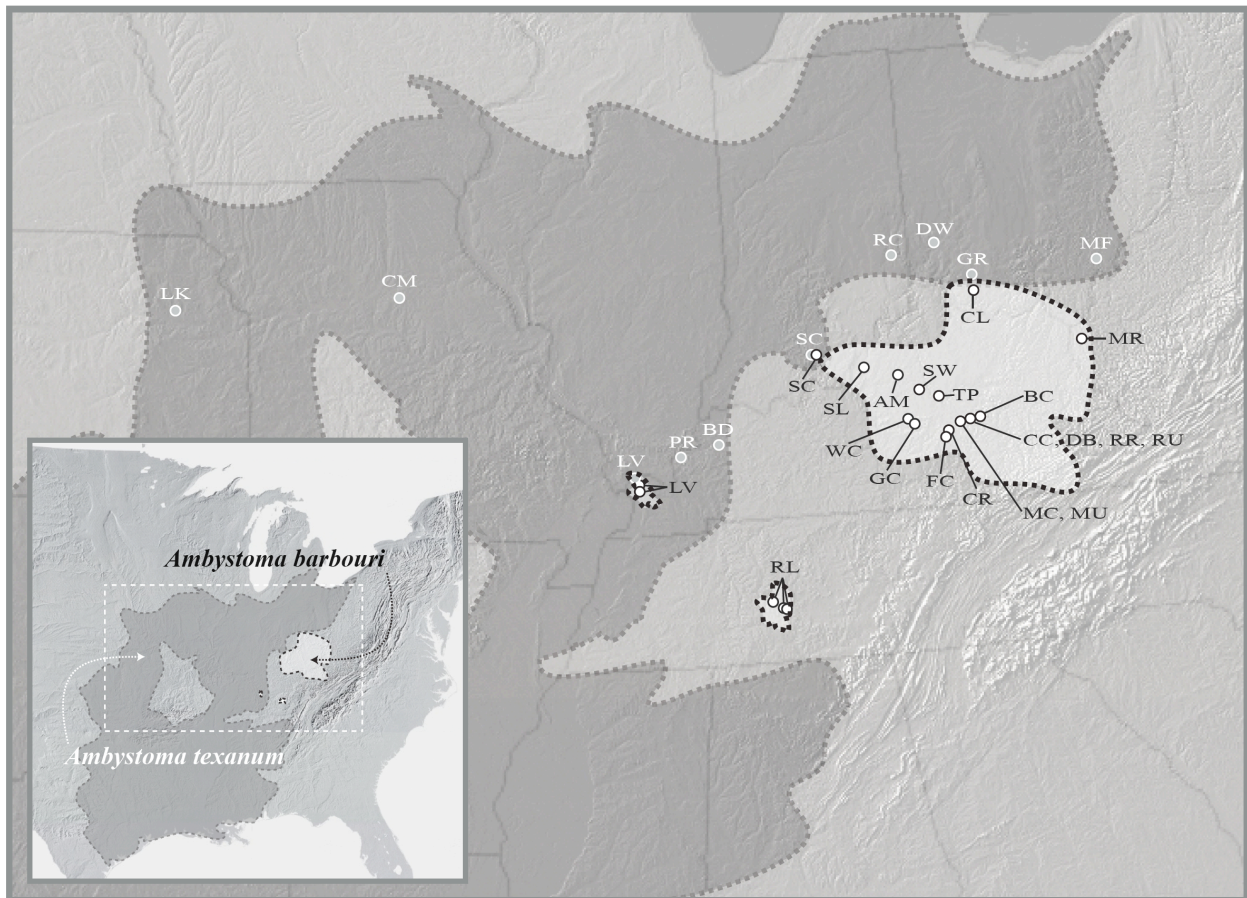 DW
RC
GR
MF
CM
LK
CL
SC
MR
SC
SW
AM
TP
BC
SL
BD
WC
CC, DB, RR, RU
PR
LV
GC
FC
LV
CR
MC, MU
RL
Ambystoma barbouri
Ambystoma texanum